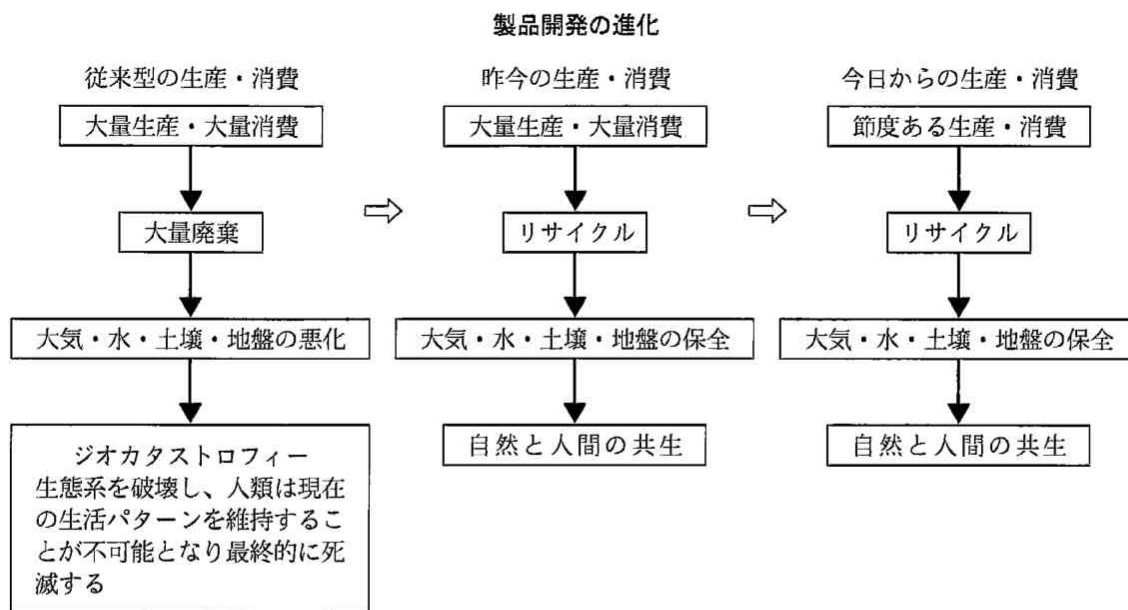 製品開発の進化
従来型の生産・消費
大量生産・大量消費
大量廃棄
大気・水・土壌・地盤の悪化
ジオカタストロフィー
生態系を破壊し、人類は現在
の生活パターンを維持するこ
とが不可能となり最終的に死
滅する
昨今の生産・消費
大量生産・大量消費
リサイクル
大気・水・土壌・地盤の保全
自然と人間の共生
今日からの生産・消費
節度ある生産・消費
リサイクル
大気・水・土壌・地盤の保全
自然と人間の共生